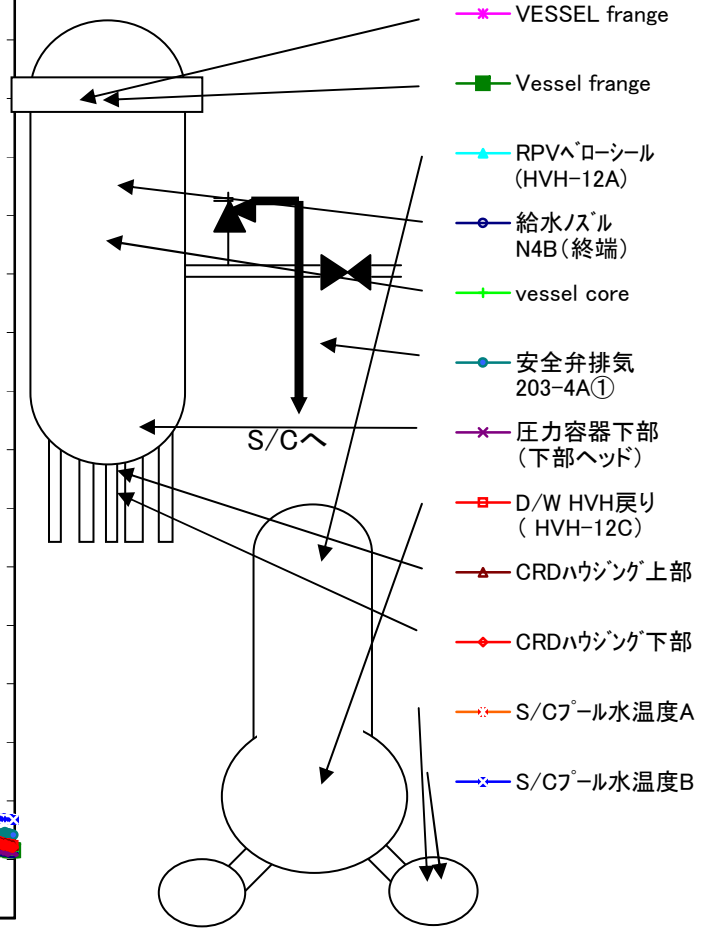 VESSEL frange
Vessel frange
RPVベローシール
(HVH-12A)
給水ノズル
N4B(終端)
vessel core
安全弁排気
203-4A①
圧力容器下部
(下部ヘッド)
D/W HVH戻り
( HVH-12C)
CRDハウジング上部
CRDハウジング下部
S/Cプール水温度A
S/Cプール水温度B
S/Cへ